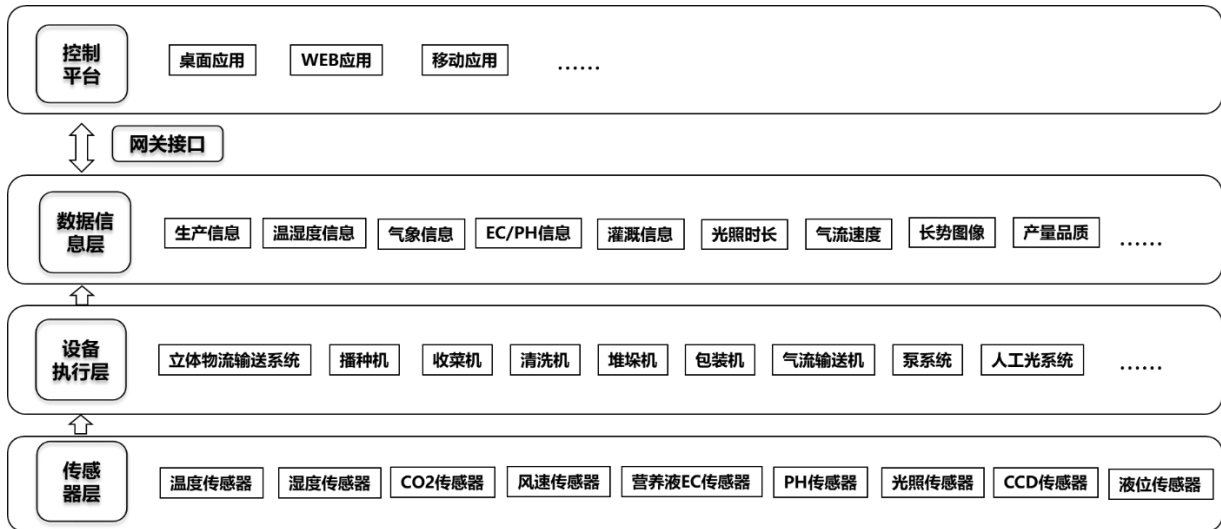 控制
平台
桌面应用 WEB应用 移动应用 ……
网关接口
数据信
息层
生产信息 温湿度信息 气象信息 EC/PH信息 灌溉信息 光照时长 气流速度 长势图像 产量品质 ……
设备
执行层
立体物流输送系统 播种机 收菜机 清洗机 堆垛机 包装机 气流输送机 泵系统 人工光系统 ……
传感
器层
温度传感器 湿度传感器 CO2传感器 风速传感器 营养液EC传感器 PH传感器 光照传感器 CCD传感器 液位传感器